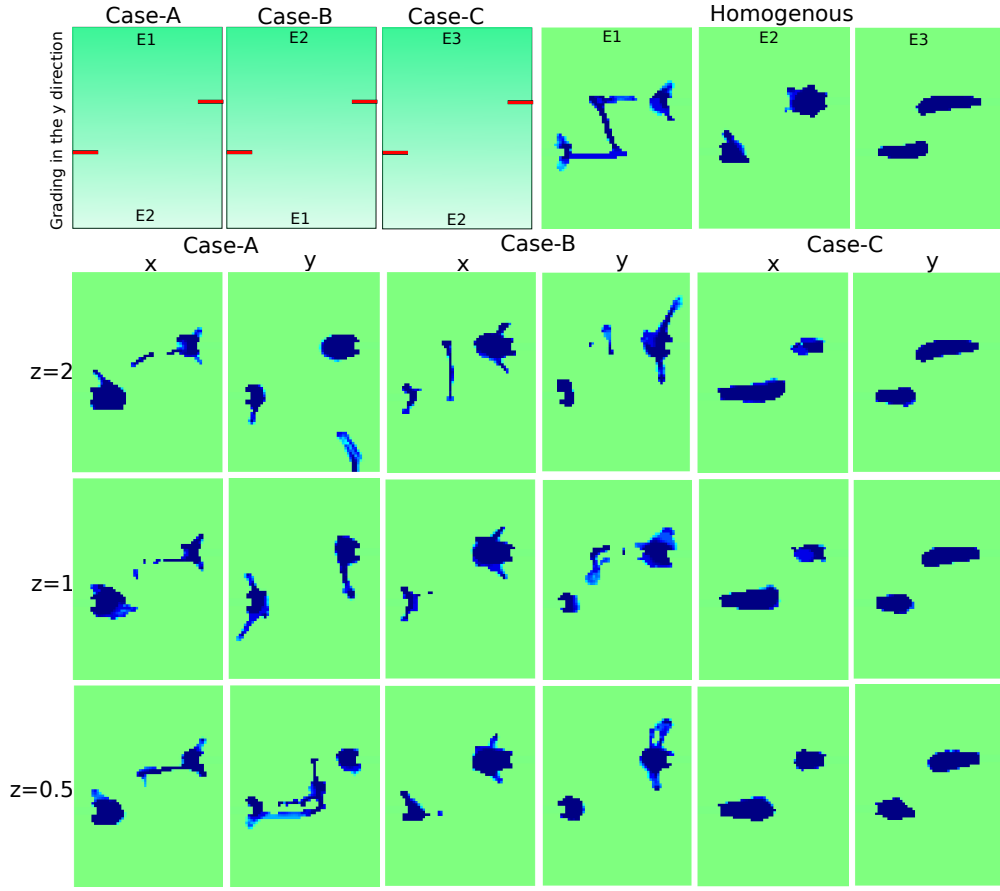 Case-A Case-B Case-C Homogenous
E1 E2 E3 E1 E2 E3
Grading in the y direction
E2 E1 E2
Case-A Case-B Case-C
x y x y x y
z=2
z=1
z=0.5